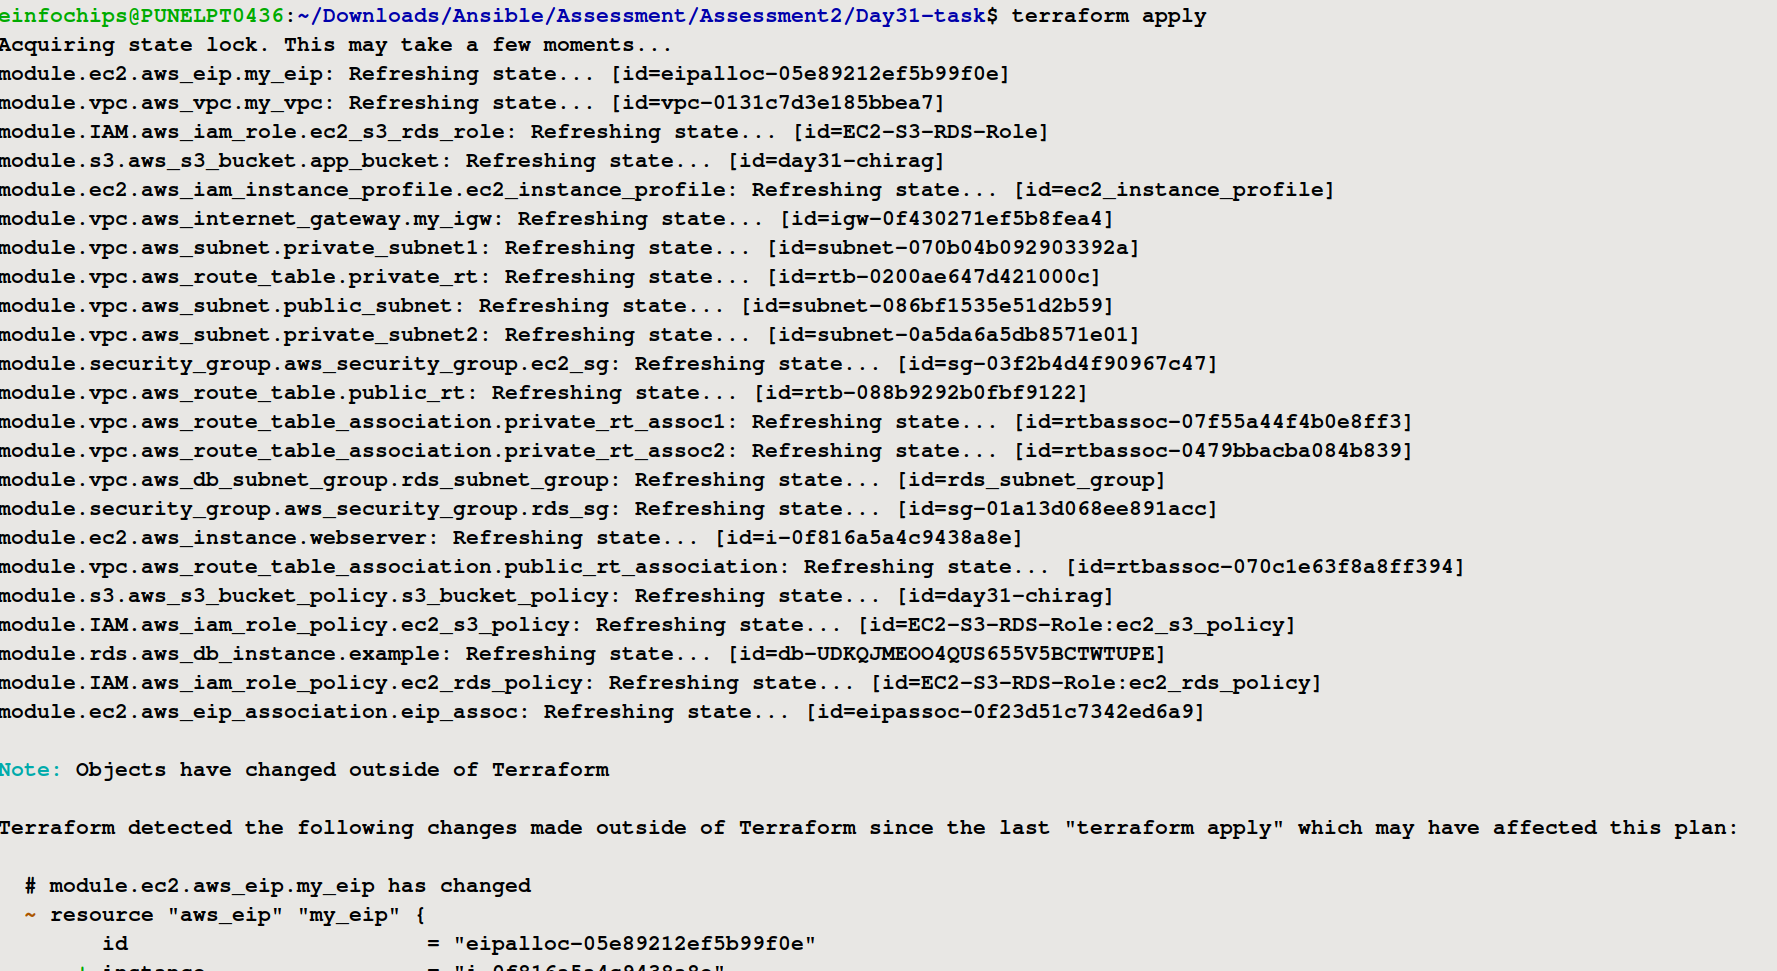 einfochips@PUNELPT0436:~/Downloads/Ansible/Assessment/Assessment2/Day31-task$ terraform apply
Acquiring state lock. This may take a few moments...
module.ec2.aws_eip.my_eip: Refreshing state... [id=eipalloc-05e89212ef5b99f0e]
module.vpc.aws_vpc.my_vpc: Refreshing state... [id=vpc-0131c7d3e185bbea7]
module.IAM.aws_iam_role.ec2_s3_rds_role: Refreshing state... [id=EC2-S3-RDS-Role]
module.s3.aws_s3_bucket.app_bucket: Refreshing state... [id=day31-chirag]
module.ec2.aws_iam_instance_profile.ec2_instance_profile: Refreshing state... [id=ec2_instance_profile]
module.vpc.aws_internet_gateway.my_igw: Refreshing state... [id=igw-0f430271ef5b8fea4]
module.vpc.aws_subnet.private_subnet1: Refreshing state... [id=subnet-070b04b092903392a]
module.vpc.aws_route_table.private_rt: Refreshing state... [id=rtb-0200ae647d421000c]
module.vpc.aws_subnet.public_subnet: Refreshing state... [id=subnet-086bf1535e51d2b59]
module.vpc.aws_subnet.private_subnet2: Refreshing state... [id=subnet-0a5da6a5db8571e01]
module.security_group.aws_security_group.ec2_sg: Refreshing state... [id=sg-03f2b4d4f90967c47]
module.vpc.aws_route_table.public_rt: Refreshing state... [id=rtb-088b9292b0fbf9122]
module.vpc.aws_route_table_association.private_rt_assoc1: Refreshing state... [id=rtbassoc-07f55a44f4b0e8ff3]
module.vpc.aws_route_table_association.private_rt_assoc2: Refreshing state... [id=rtbassoc-0479bbacba084b839]
module.vpc.aws_db_subnet_group.rds_subnet_group: Refreshing state... [id=rds_subnet_group]
module.security_group.aws_security_group.rds_sg: Refreshing state... [id=sg-01a13d068ee891acc]
module.ec2.aws_instance.webserver: Refreshing state... [id=i-0f816a5a4c9438a8e]
module.vpc.aws_route_table_association.public_rt_association: Refreshing state... [id=rtbassoc-070c1e63f8a8ff394]
module.s3.aws_s3_bucket_policy.s3_bucket_policy: Refreshing state... [id=day31-chirag]
module.IAM.aws_iam_role_policy.ec2_s3_policy: Refreshing state... [id=EC2-S3-RDS-Role:ec2_s3_policy]
module.rds.aws_db_instance.example: Refreshing state... [id=db-UDKQJMEOO4QUS655V5BCTWTUPE]
module.IAM.aws_iam_role_policy.ec2_rds_policy: Refreshing state... [id=EC2-S3-RDS-Role:ec2_rds_policy]
module.ec2.aws_eip_association.eip_assoc: Refreshing state... [id=eipassoc-0f23d51c7342ed6a9]
Note: Objects have changed outside of Terraform
Terraform detected the following changes made outside of Terraform since the last "terraform apply" which may have affected this plan:
# module.ec2.aws_eip.my_eip has changed
~ resource "aws_eip" "my_eip" {
id = "eipalloc-05e89212ef5b99f0e"
+ instance = "i-0f816a5a4c9438a8e"